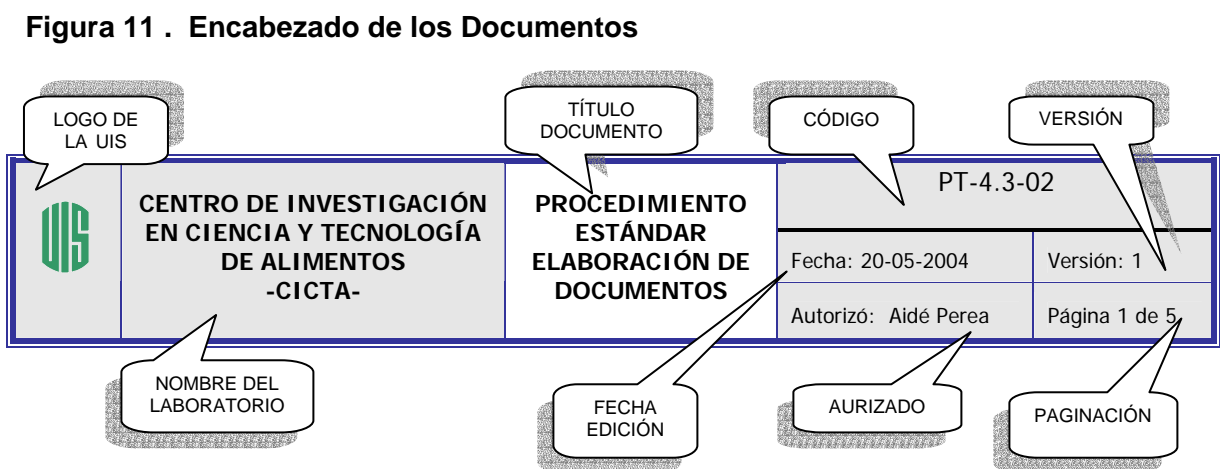 Figura 11 . Encabezado de los Documentos
LOGO DE
LA UIS
TÍTULO
DOCUMENTO
CÓDIGO
VERSIÓN
UIS
CENTRO DE INVESTIGACIÓN
EN CIENCIA Y TECNOLOGÍA
DE ALIMENTOS
-CICTA-
PROCEDIMIENTO
ESTÁNDAR
ELABORACIÓN DE
DOCUMENTOS
PT-4.3-02
Fecha: 20-05-2004
Versión: 1
Autorizó: Aidé Perea
Página 1 de 5
NOMBRE DEL
LABORATORIO
FECHA
EDICIÓN
AURIZADO
PAGINACIÓN